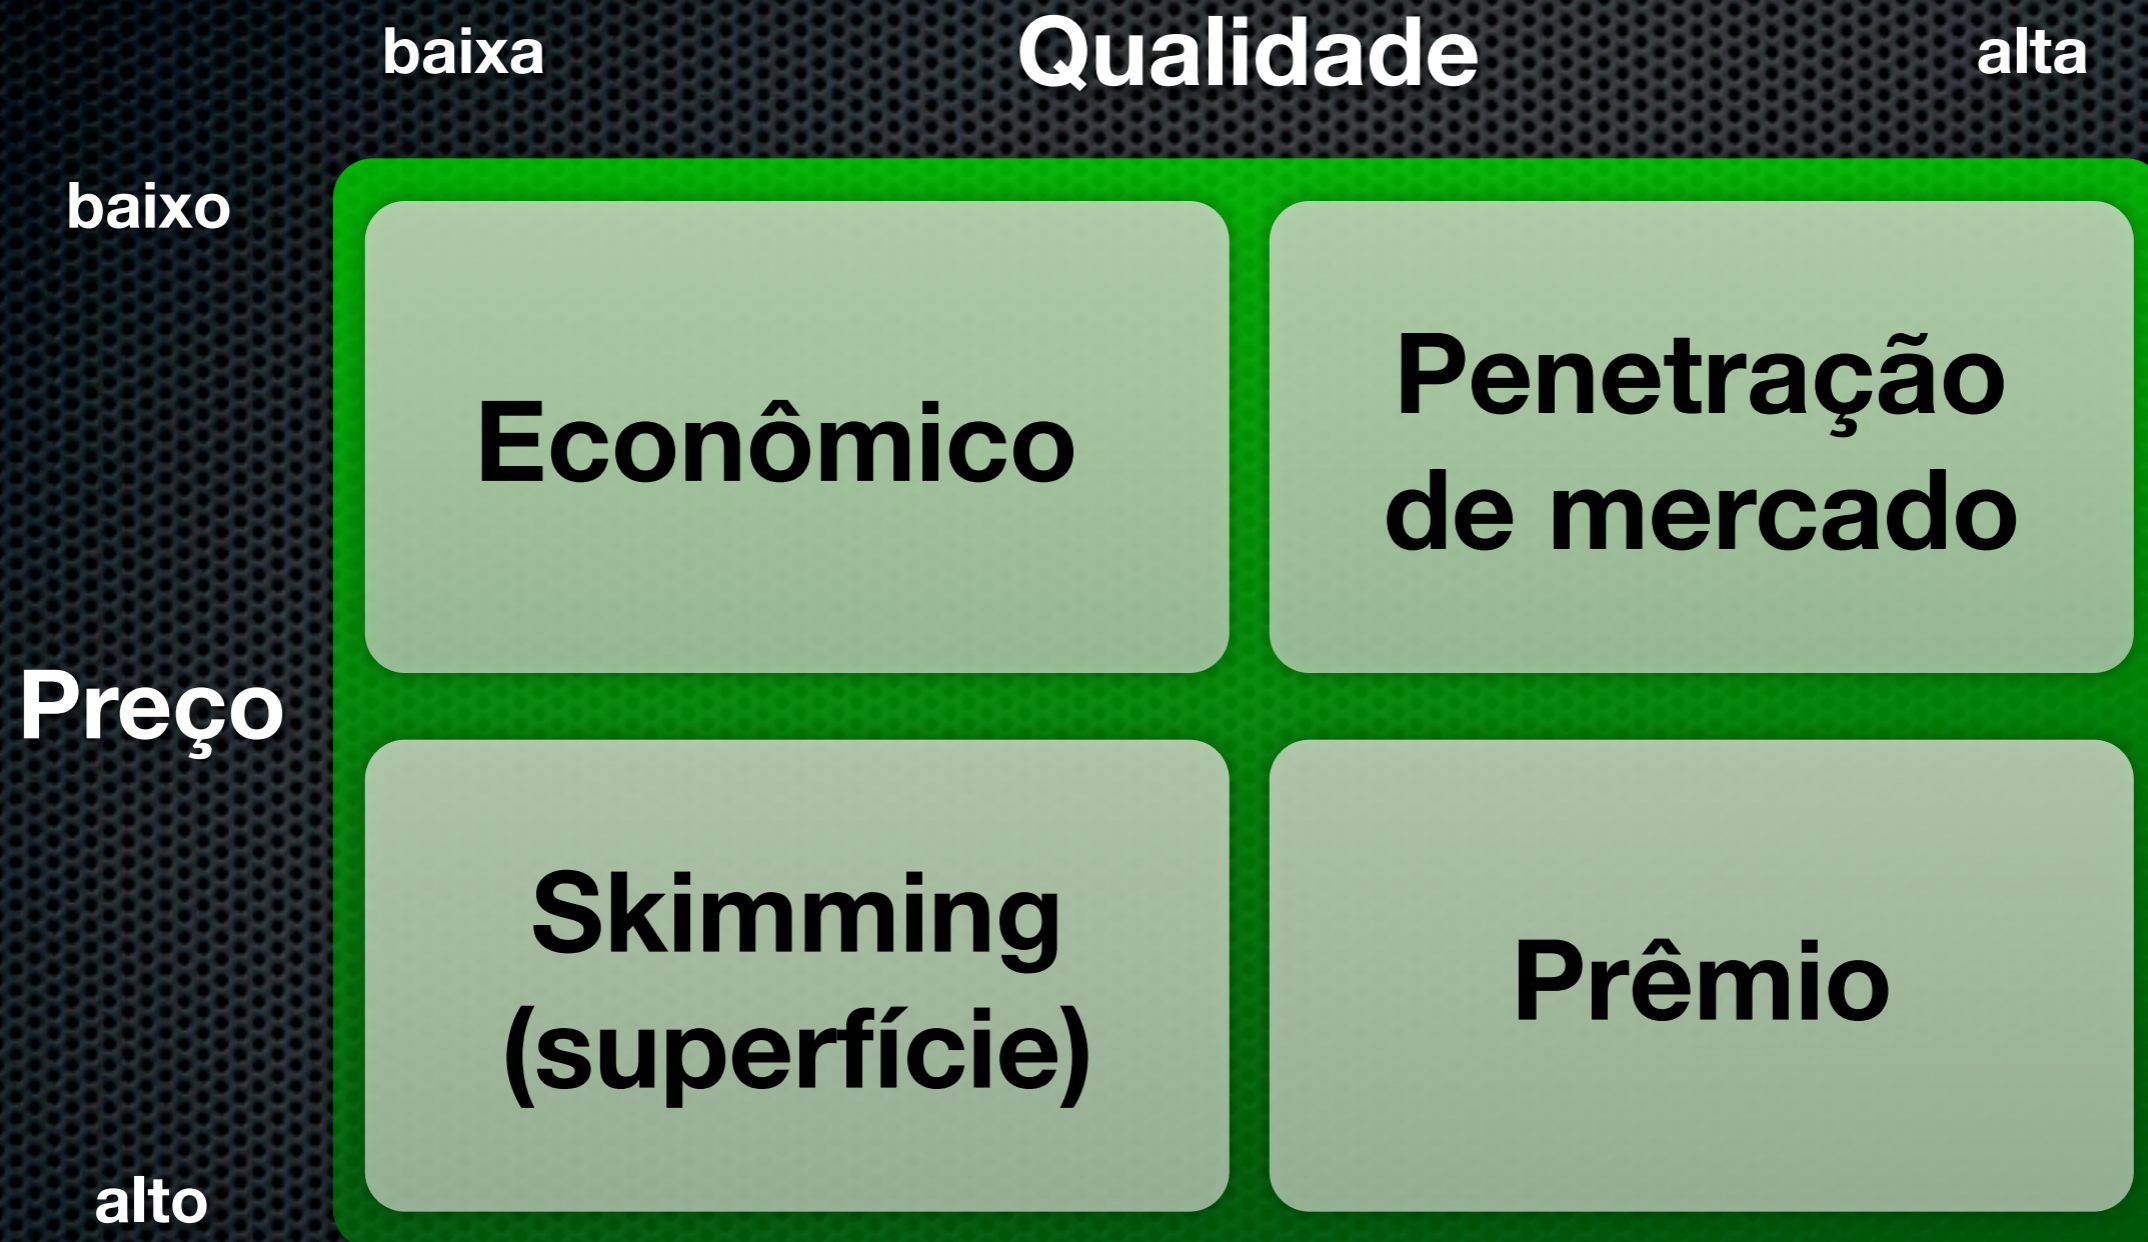 baixa
Qualidade
alta
baixo
Econômico
Penetração
de mercado
Preço
Skimming
(superfície)
Prêmio
alto